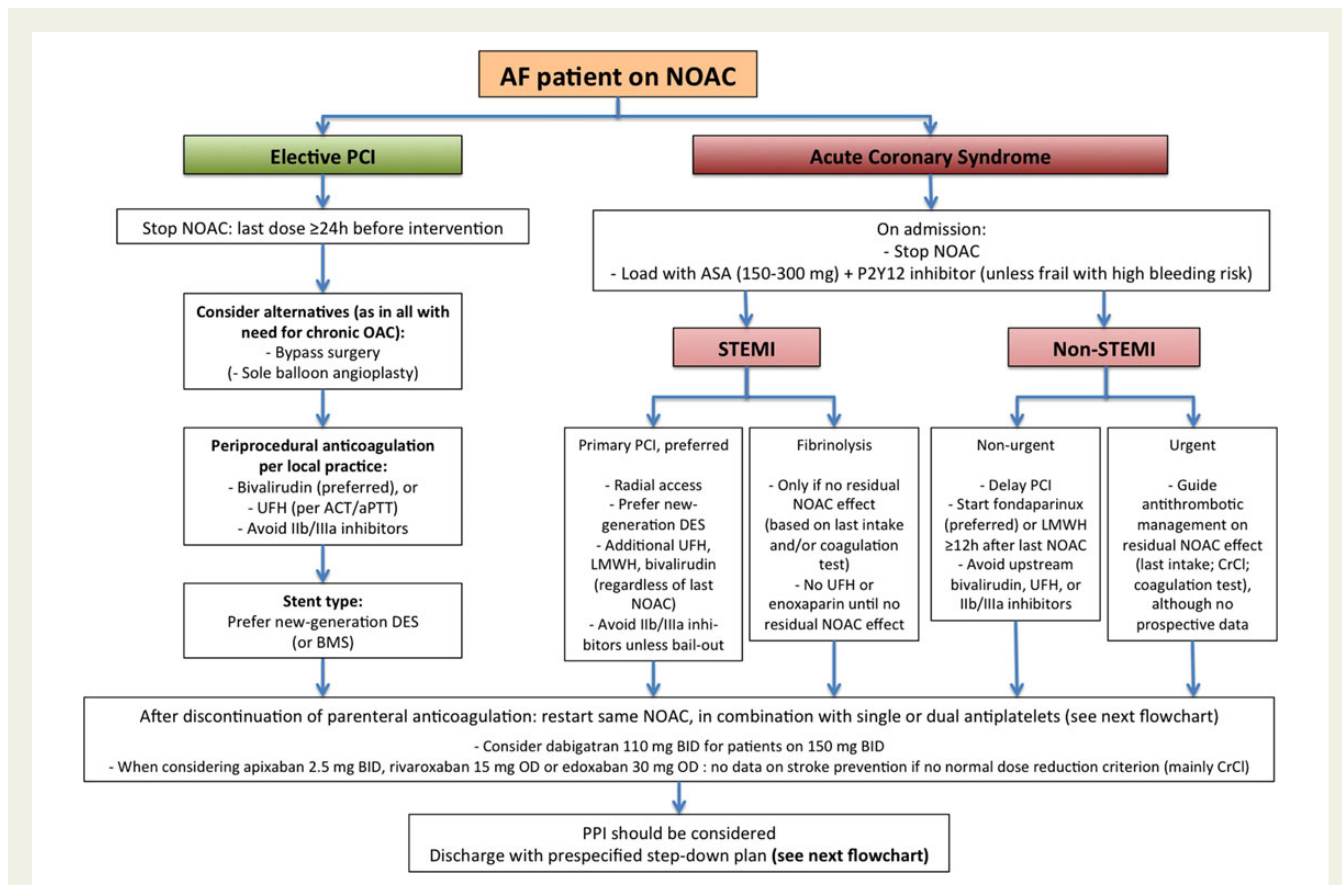 AF patient on NOAC
Elective PCI
Stop NOAC: last dose ≥24h before intervention
Consider alternatives (as in all with
need for chronic OAC):
- Bypass surgery
(- Sole balloon angioplasty)
Periprocedural anticoagulation
per local practice:
- Bivalirudin (preferred), or
- UFH (per ACT/aPTT)
- Avoid IIb/IIIa inhibitors
Stent type:
Prefer new-generation DES
(or BMS)
Acute Coronary Syndrome
On admission:
- Stop NOAC
- Load with ASA (150-300 mg) + P2Y12 inhibitor (unless frail with high bleeding risk)
STEMI
Primary PCI, preferred
- Radial access
- Prefer new-
generation DES
- Additional UFH,
LMWH, bivalirudin
(regardless of last
NOAC)
- Avoid IIb/IIIa inhi-
bitors unless bail-out
Fibrinolysis
- Only if no residual
NOAC effect
(based on last intake
and/or coagulation
test)
- No UFH or
enoxaparin until no
residual NOAC effect
Non-STEMI
Non-urgent
- Delay PCI
- Start fondaparinux
(preferred) or LMWH
≥12h after last NOAC
- Avoid upstream
bivalirudin, UFH, or
IIb/IIIa inhibitors
Urgent
- Guide
antithrombotic
management on
residual NOAC effect
(last intake; CrCl;
coagulation test),
although no
prospective data
After discontinuation of parenteral anticoagulation: restart same NOAC, in combination with single or dual antiplatelets (see next flowchart)
- Consider dabigatran 110 mg BID for patients on 150 mg BID
- When considering apixaban 2.5 mg BID, rivaroxaban 15 mg OD or edoxaban 30 mg OD : no data on stroke prevention if no normal dose reduction criterion (mainly CrCl)
PPI should be considered
Discharge with prespecified step-down plan (see next flowchart)